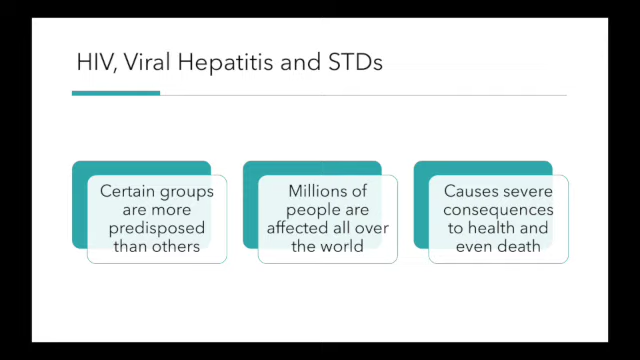 HIV, Viral Hepatitis and STDs
Certain groups
are more
predisposed
than others
Millions of
people are
affected all over
the world
Causes severe
consequences
to health and
even death